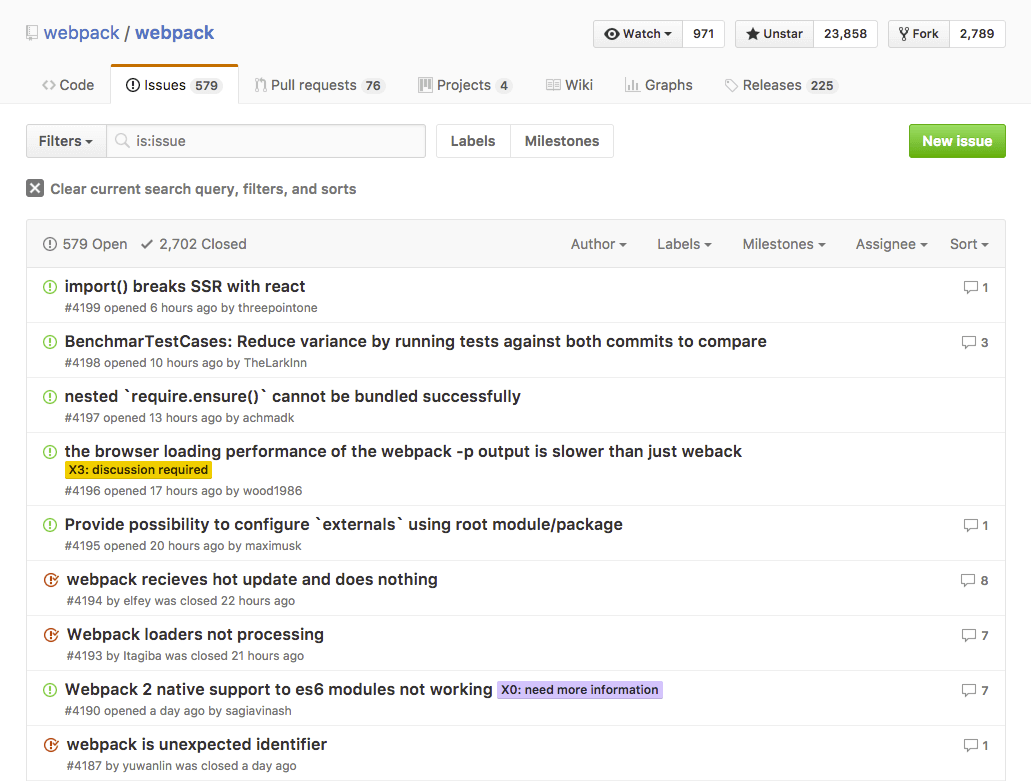 webpack / webpack
Watch 971 Unstar 23,858 Fork 2,789
Code Issues 579 Pull requests 76 Projects 4 Wiki Graphs Releases 225
Filters is:issue Labels Milestones New issue
Clear current search query, filters, and sorts
579 Open 2,702 Closed Author Labels Milestones Assignee Sort
import() breaks SSR with react 1
#4199 opened 6 hours ago by threepointone
BenchmarTestCases: Reduce variance by running tests against both commits to compare 3
#4198 opened 10 hours ago by TheLarkInn
nested `require.ensure()` cannot be bundled successfully
#4197 opened 13 hours ago by achmadk
the browser loading performance of the webpack -p output is slower than just weback
X3: discussion required
#4196 opened 17 hours ago by wood1986
Provide possibility to configure `externals` using root module/package 1
#4195 opened 20 hours ago by maximusk
webpack recieves hot update and does nothing 8
#4194 by elfey was closed 22 hours ago
Webpack loaders not processing 7
#4193 by Itagiba was closed 21 hours ago
Webpack 2 native support to es6 modules not working X0: need more information 7
#4190 opened a day ago by sagiavinash
webpack is unexpected identifier 1
#4187 by yuwanlin was closed a day ago